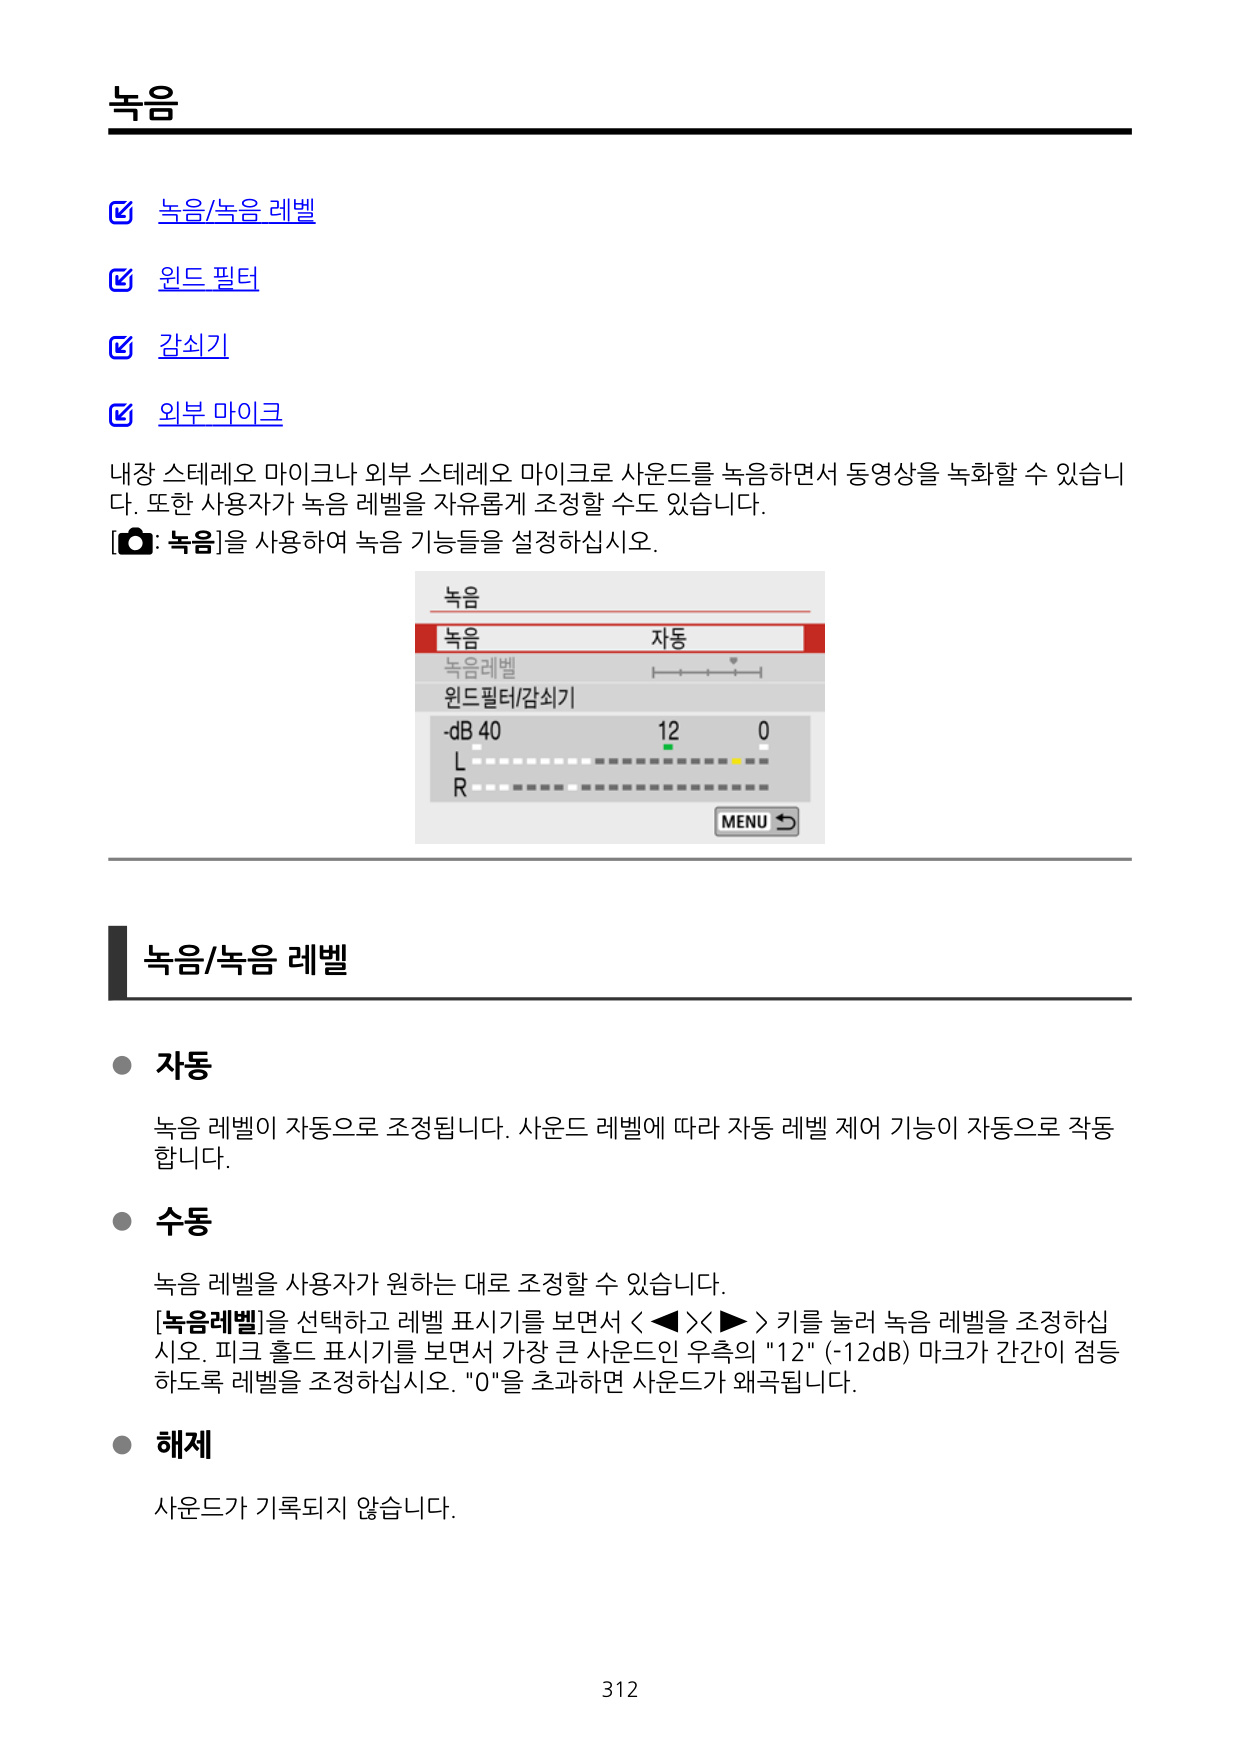 녹음
녹음/녹음 레벨
윈드 필터
감쇠기
외부 마이크
내장 스테레오 마이크나 외부 스테레오 마이크로 사운드를 녹음하면서 동영상을 녹화할 수 있습니
다. 또한 사용자가 녹음 레벨을 자유롭게 조정할 수도 있습니다.
[: 녹음]을 사용하여 녹음 기능들을 설정하십시오.
녹음
녹음 자동
녹음레벨
윈드필터/감쇠기
-dB 40 12 0
L
R
MENU
녹음/녹음 레벨
● 자동
녹음 레벨이 자동으로 조정됩니다. 사운드 레벨에 따라 자동 레벨 제어 기능이 자동으로 작동
합니다.
● 수동
녹음 레벨을 사용자가 원하는 대로 조정할 수 있습니다.
[녹음레벨]을 선택하고 레벨 표시기를 보면서 < ◀ >< ▶ > 키를 눌러 녹음 레벨을 조정하십
시오. 피크 홀드 표시기를 보면서 가장 큰 사운드인 우측의 "12" (-12dB) 마크가 간간이 점등
하도록 레벨을 조정하십시오. "0"을 초과하면 사운드가 왜곡됩니다.
● 해제
사운드가 기록되지 않습니다.
312